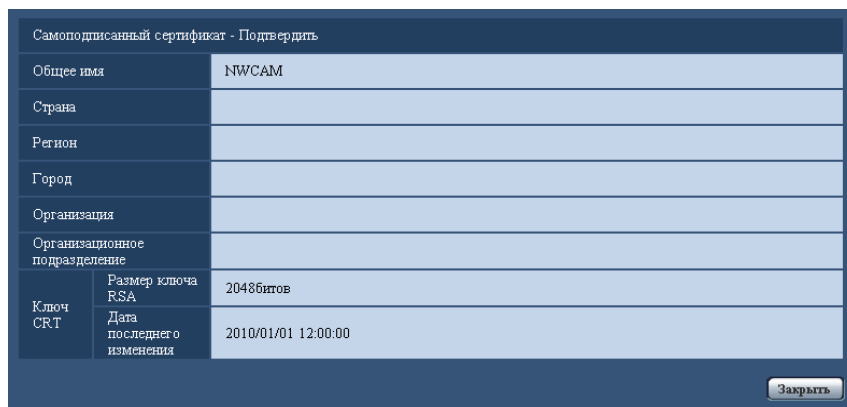 Самоподписанный сертификат - Подтвердить
Общее имя NWCAM
Страна
Регион
Город
Организация
Организационное
подразделение
Ключ
CRT
Размер ключа
RSA
2048битов
Дата
последнего
изменения
2010/01/01 12:00:00
Закрыть